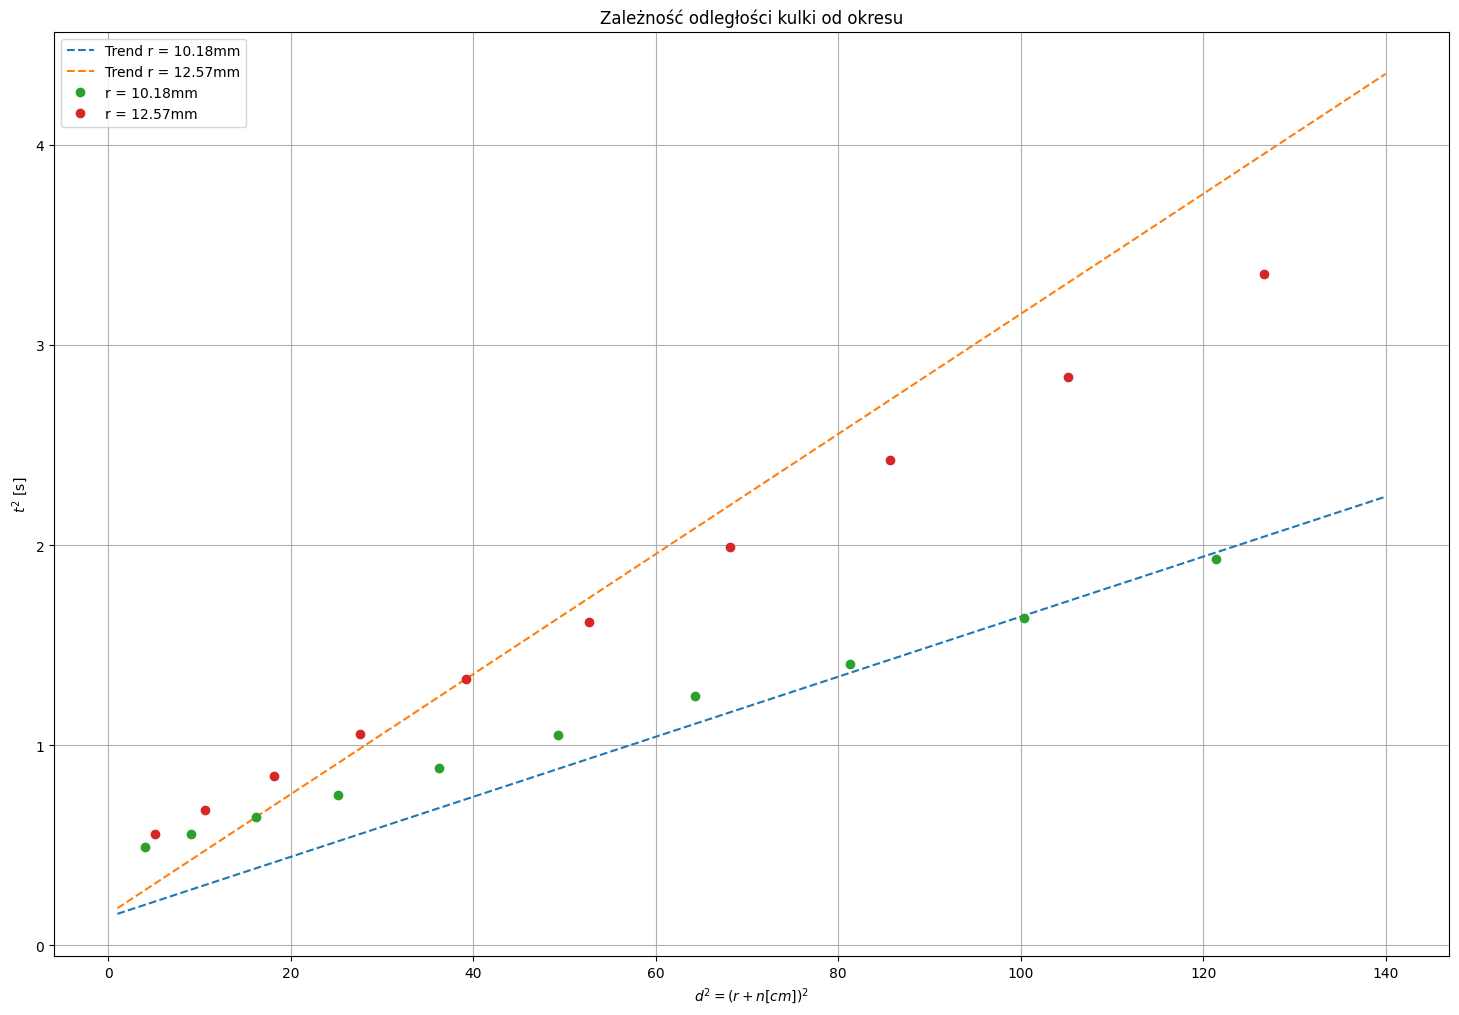 Zależność odległości kulki od okresu
Trend r = 10.18mm
Trend r = 12.57mm
r = 10.18mm
r = 12.57mm
4
3
2
1
0
t² [s]
0 20 40 60 80 100 120 140
d² = (r + n[cm])²